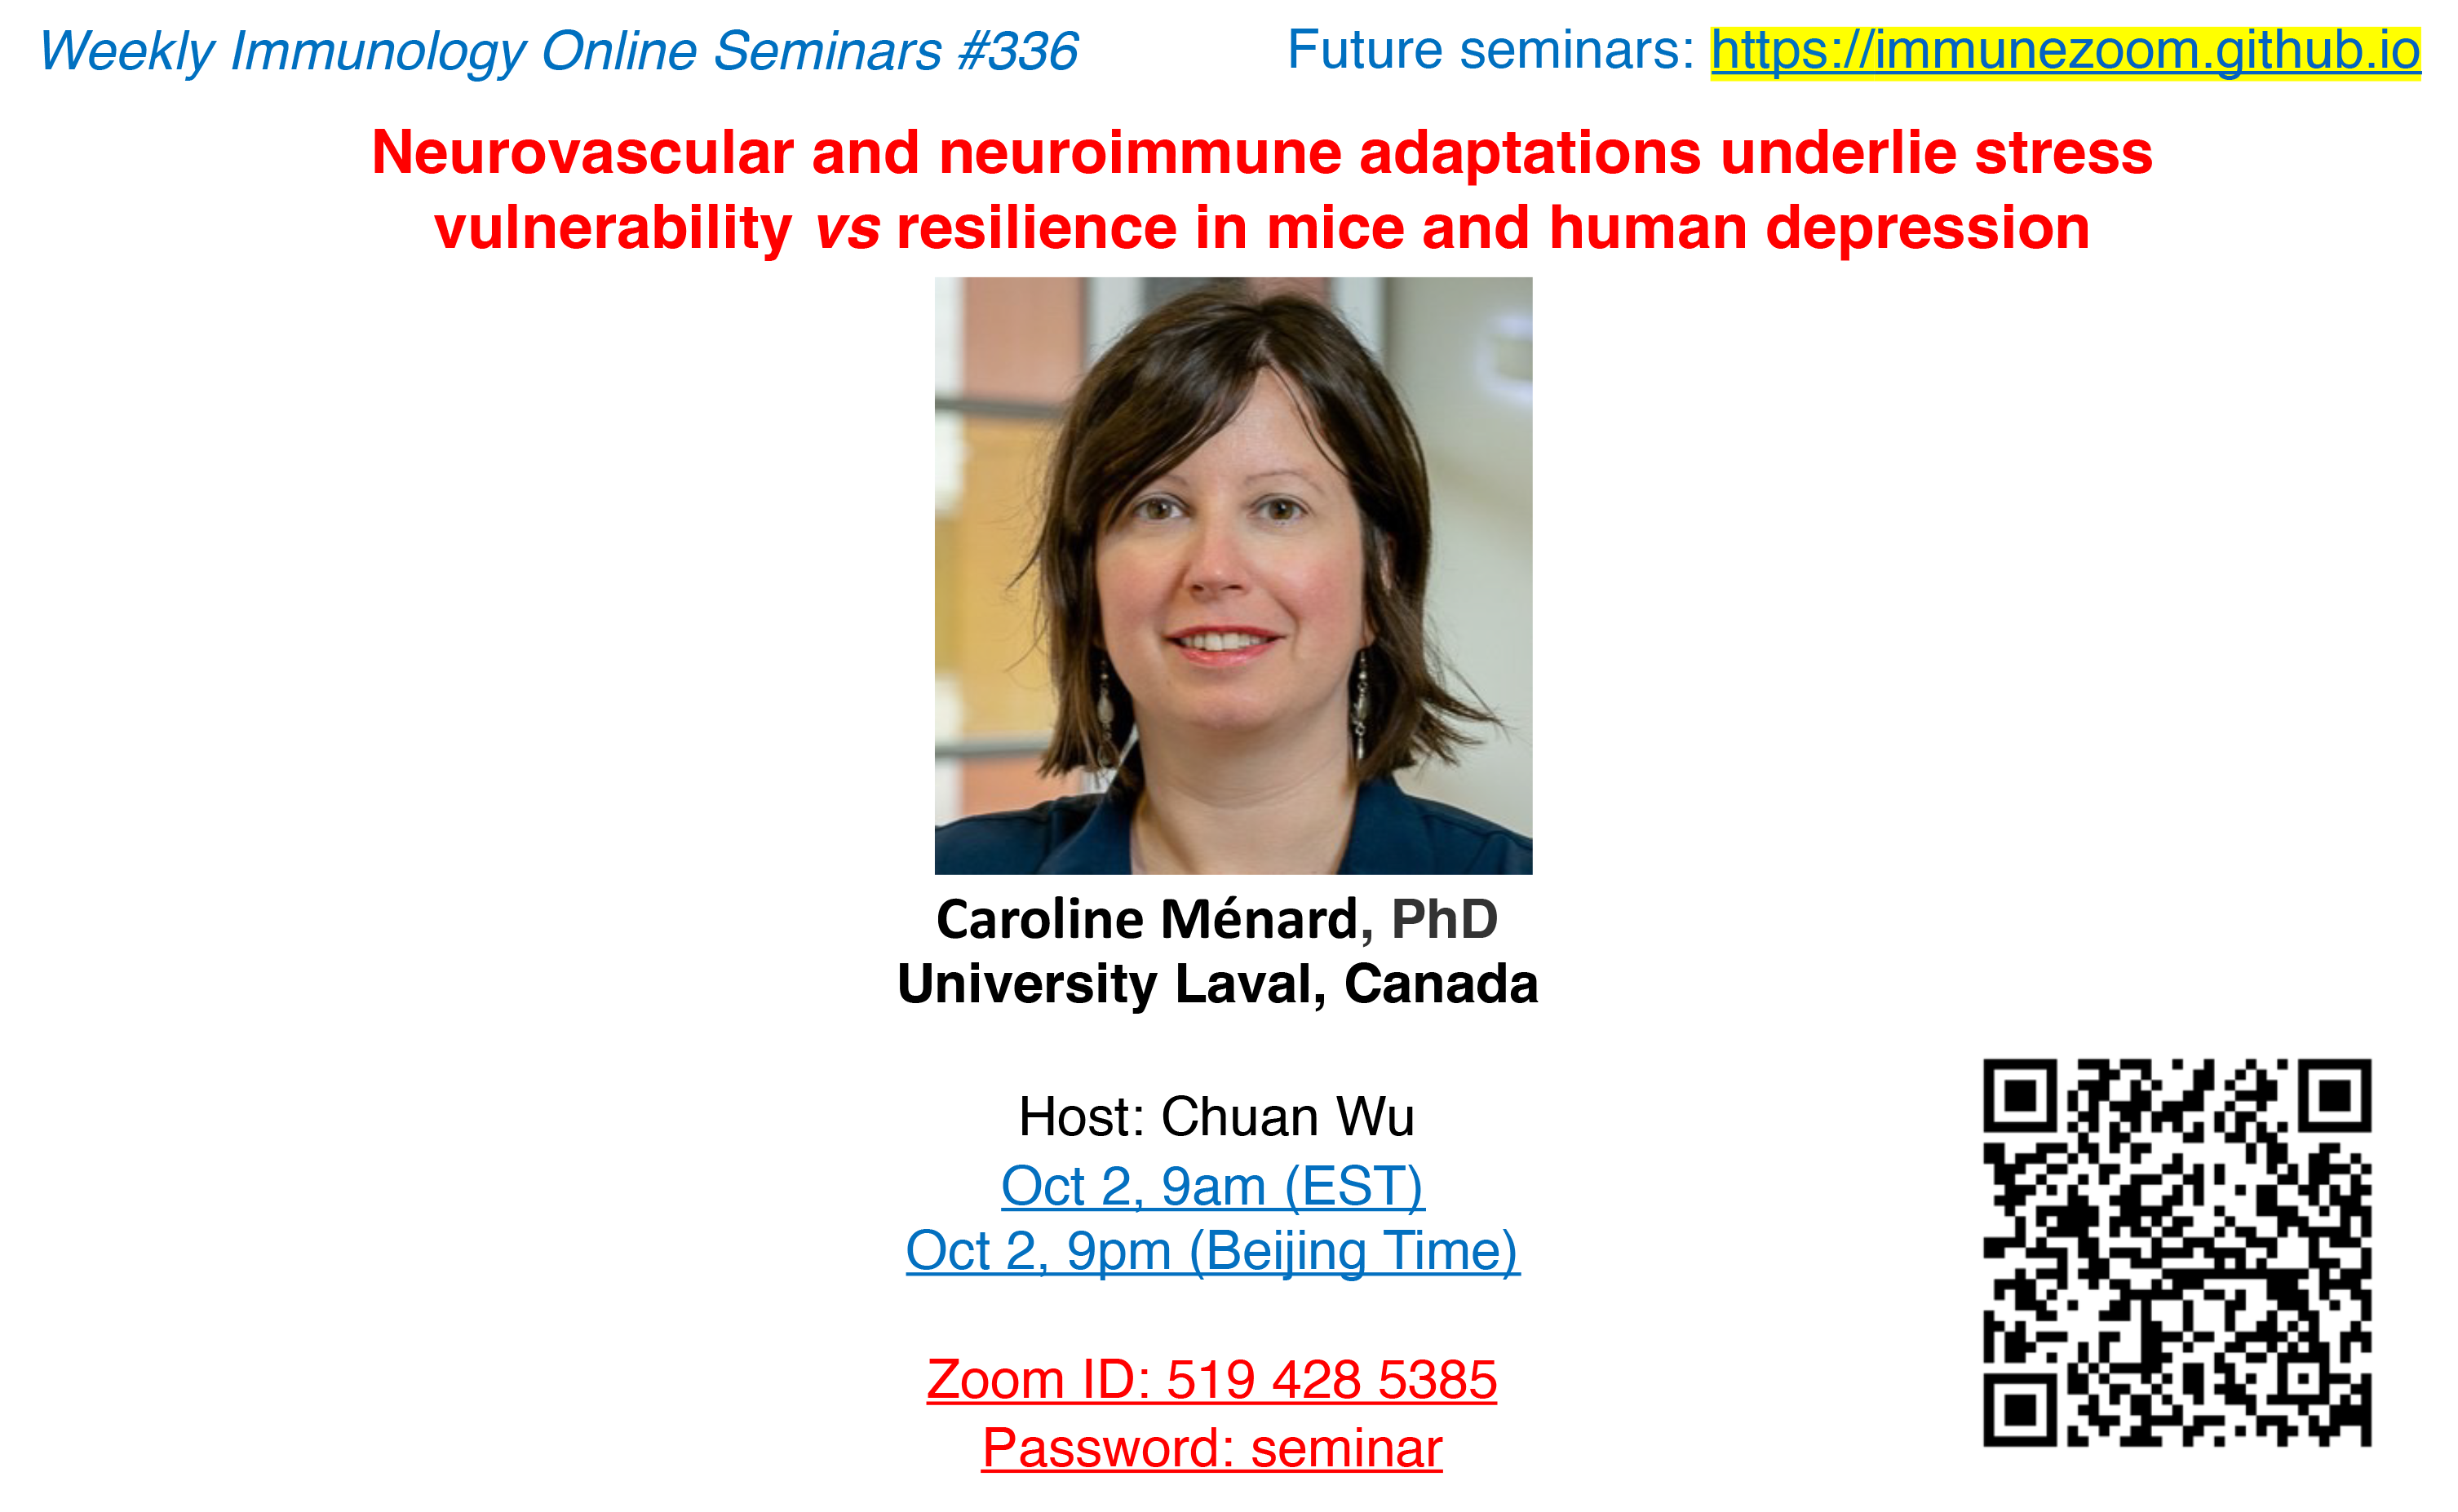 Weekly Immunology Online Seminars #336
Future seminars: https://immunezoom.github.io
Neurovascular and neuroimmune adaptations underlie stress
vulnerability vs resilience in mice and human depression
Caroline Ménard, PhD
University Laval, Canada
Host: Chuan Wu
Oct 2, 9am (EST)
Oct 2, 9pm (Beijing Time)
Zoom ID: 519 428 5385
Password: seminar